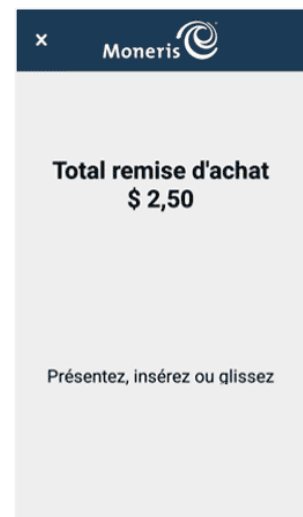 ×
Moneris
Total remise d'achat
$ 2,50
Présentez, insérez ou glissez